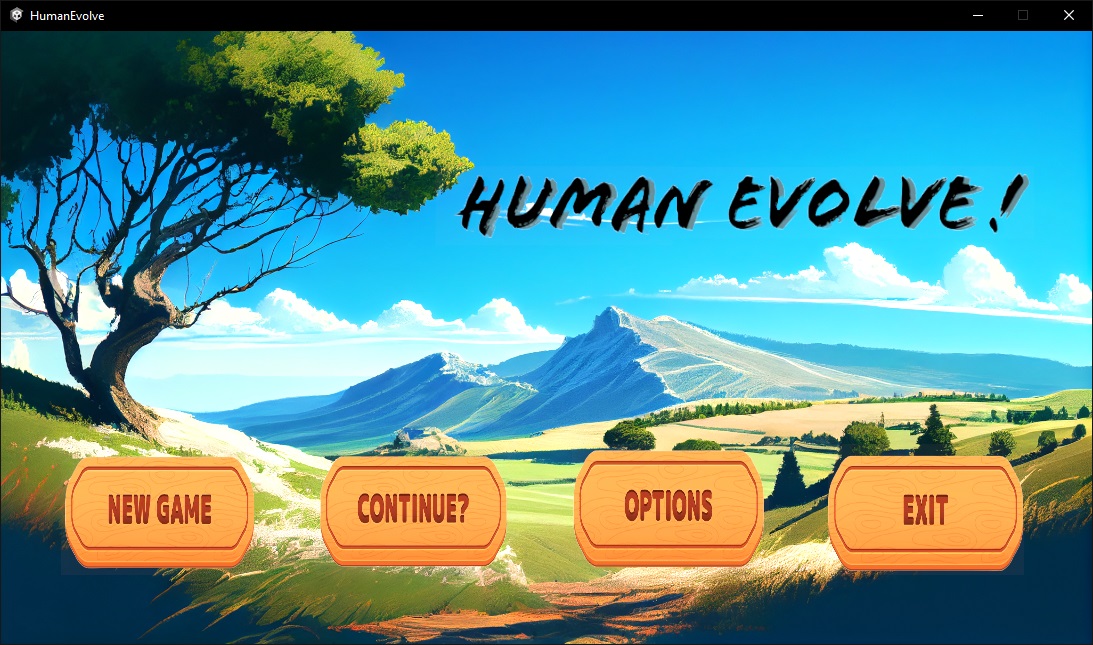 HumanEvolve
HUMAN EVOLVE!
NEW GAME
CONTINUE?
OPTIONS
EXIT